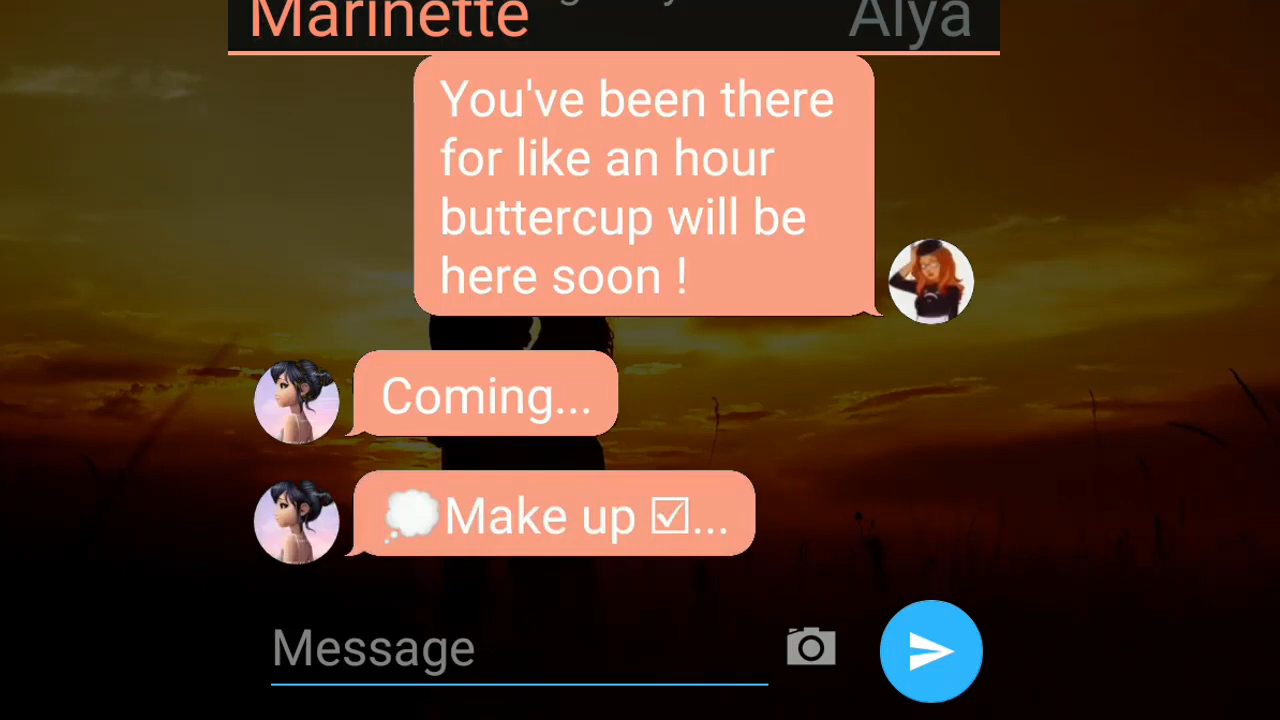 Marinette Alya
You've been there
for like an hour
buttercup will be
here soon !
Coming...
💭Make up ☑...
Message